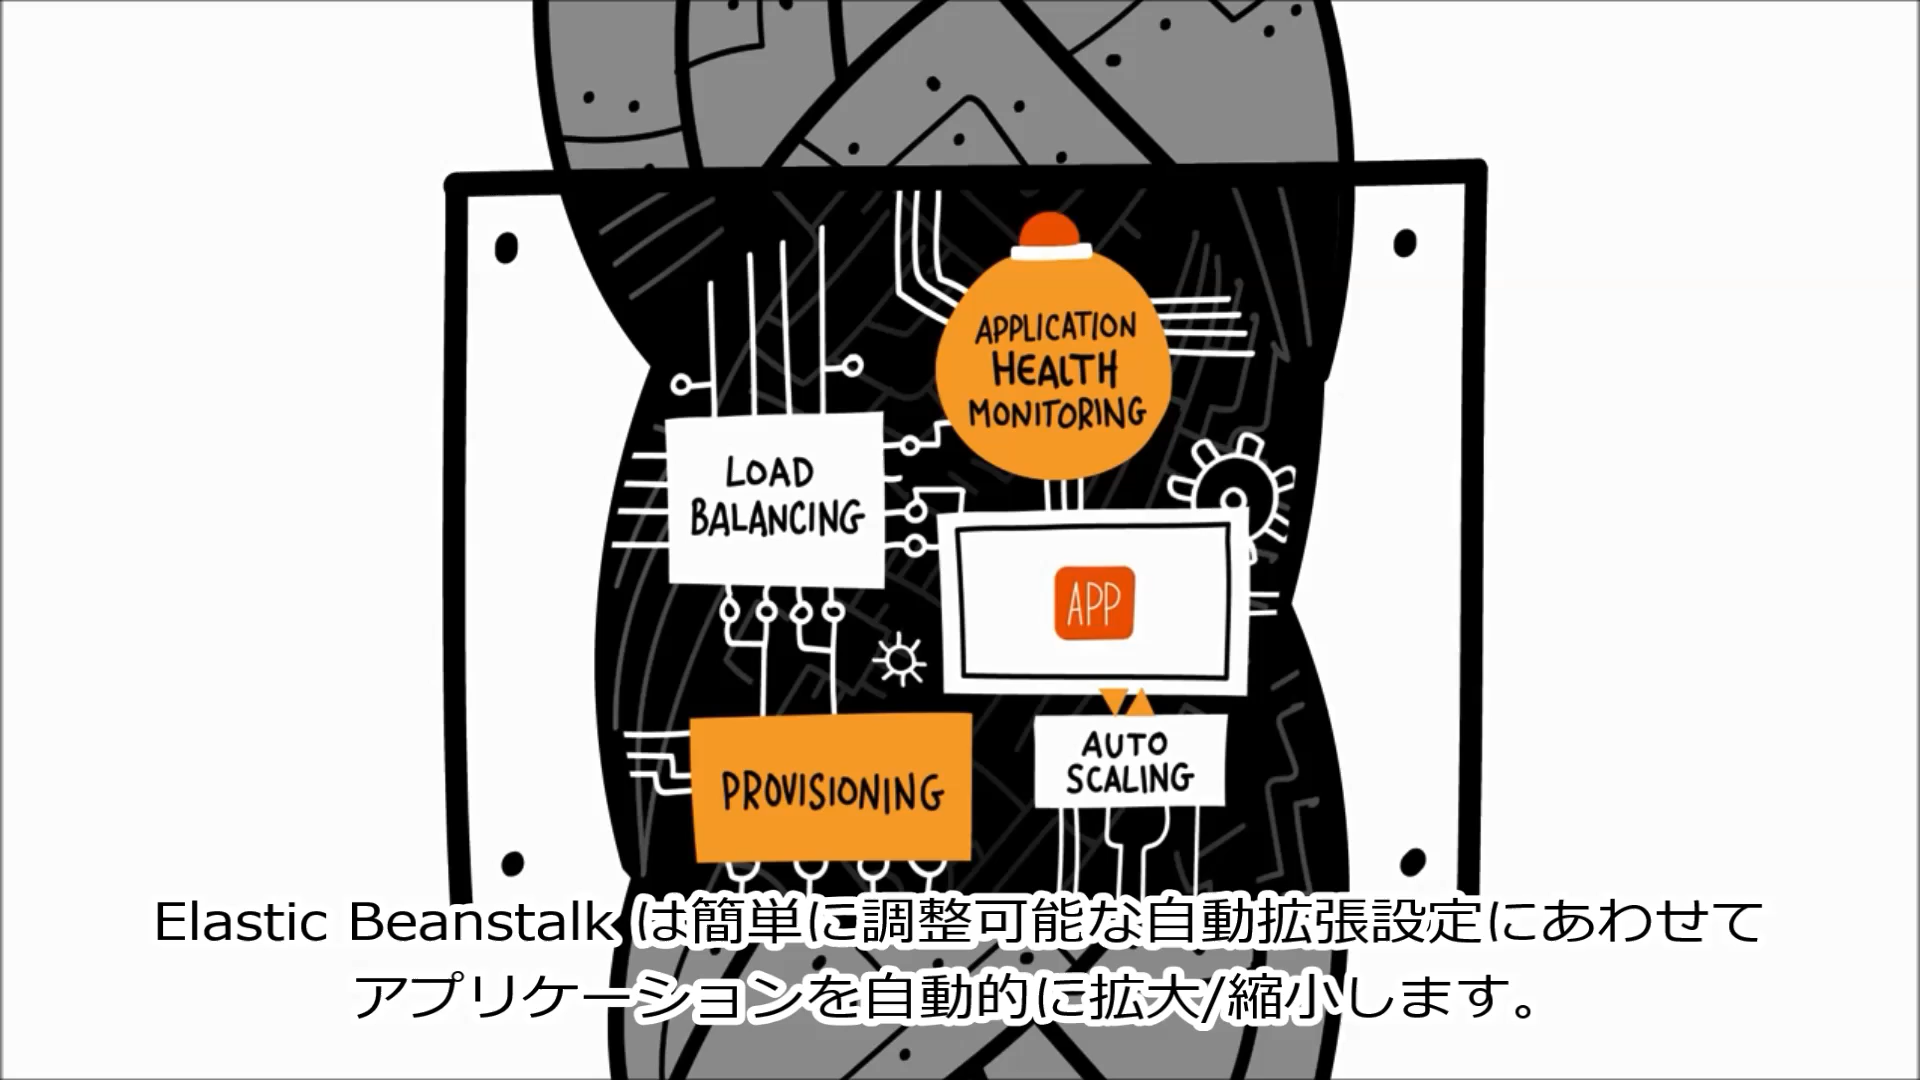 APPLICATION
HEALTH
MONITORING
LOAD
BALANCING
APP
PROVISIONING
AUTO
SCALING
Elastic Beanstalk は簡単に調整可能な自動拡張設定にあわせて
アプリケーションを自動的に拡大/縮小します。